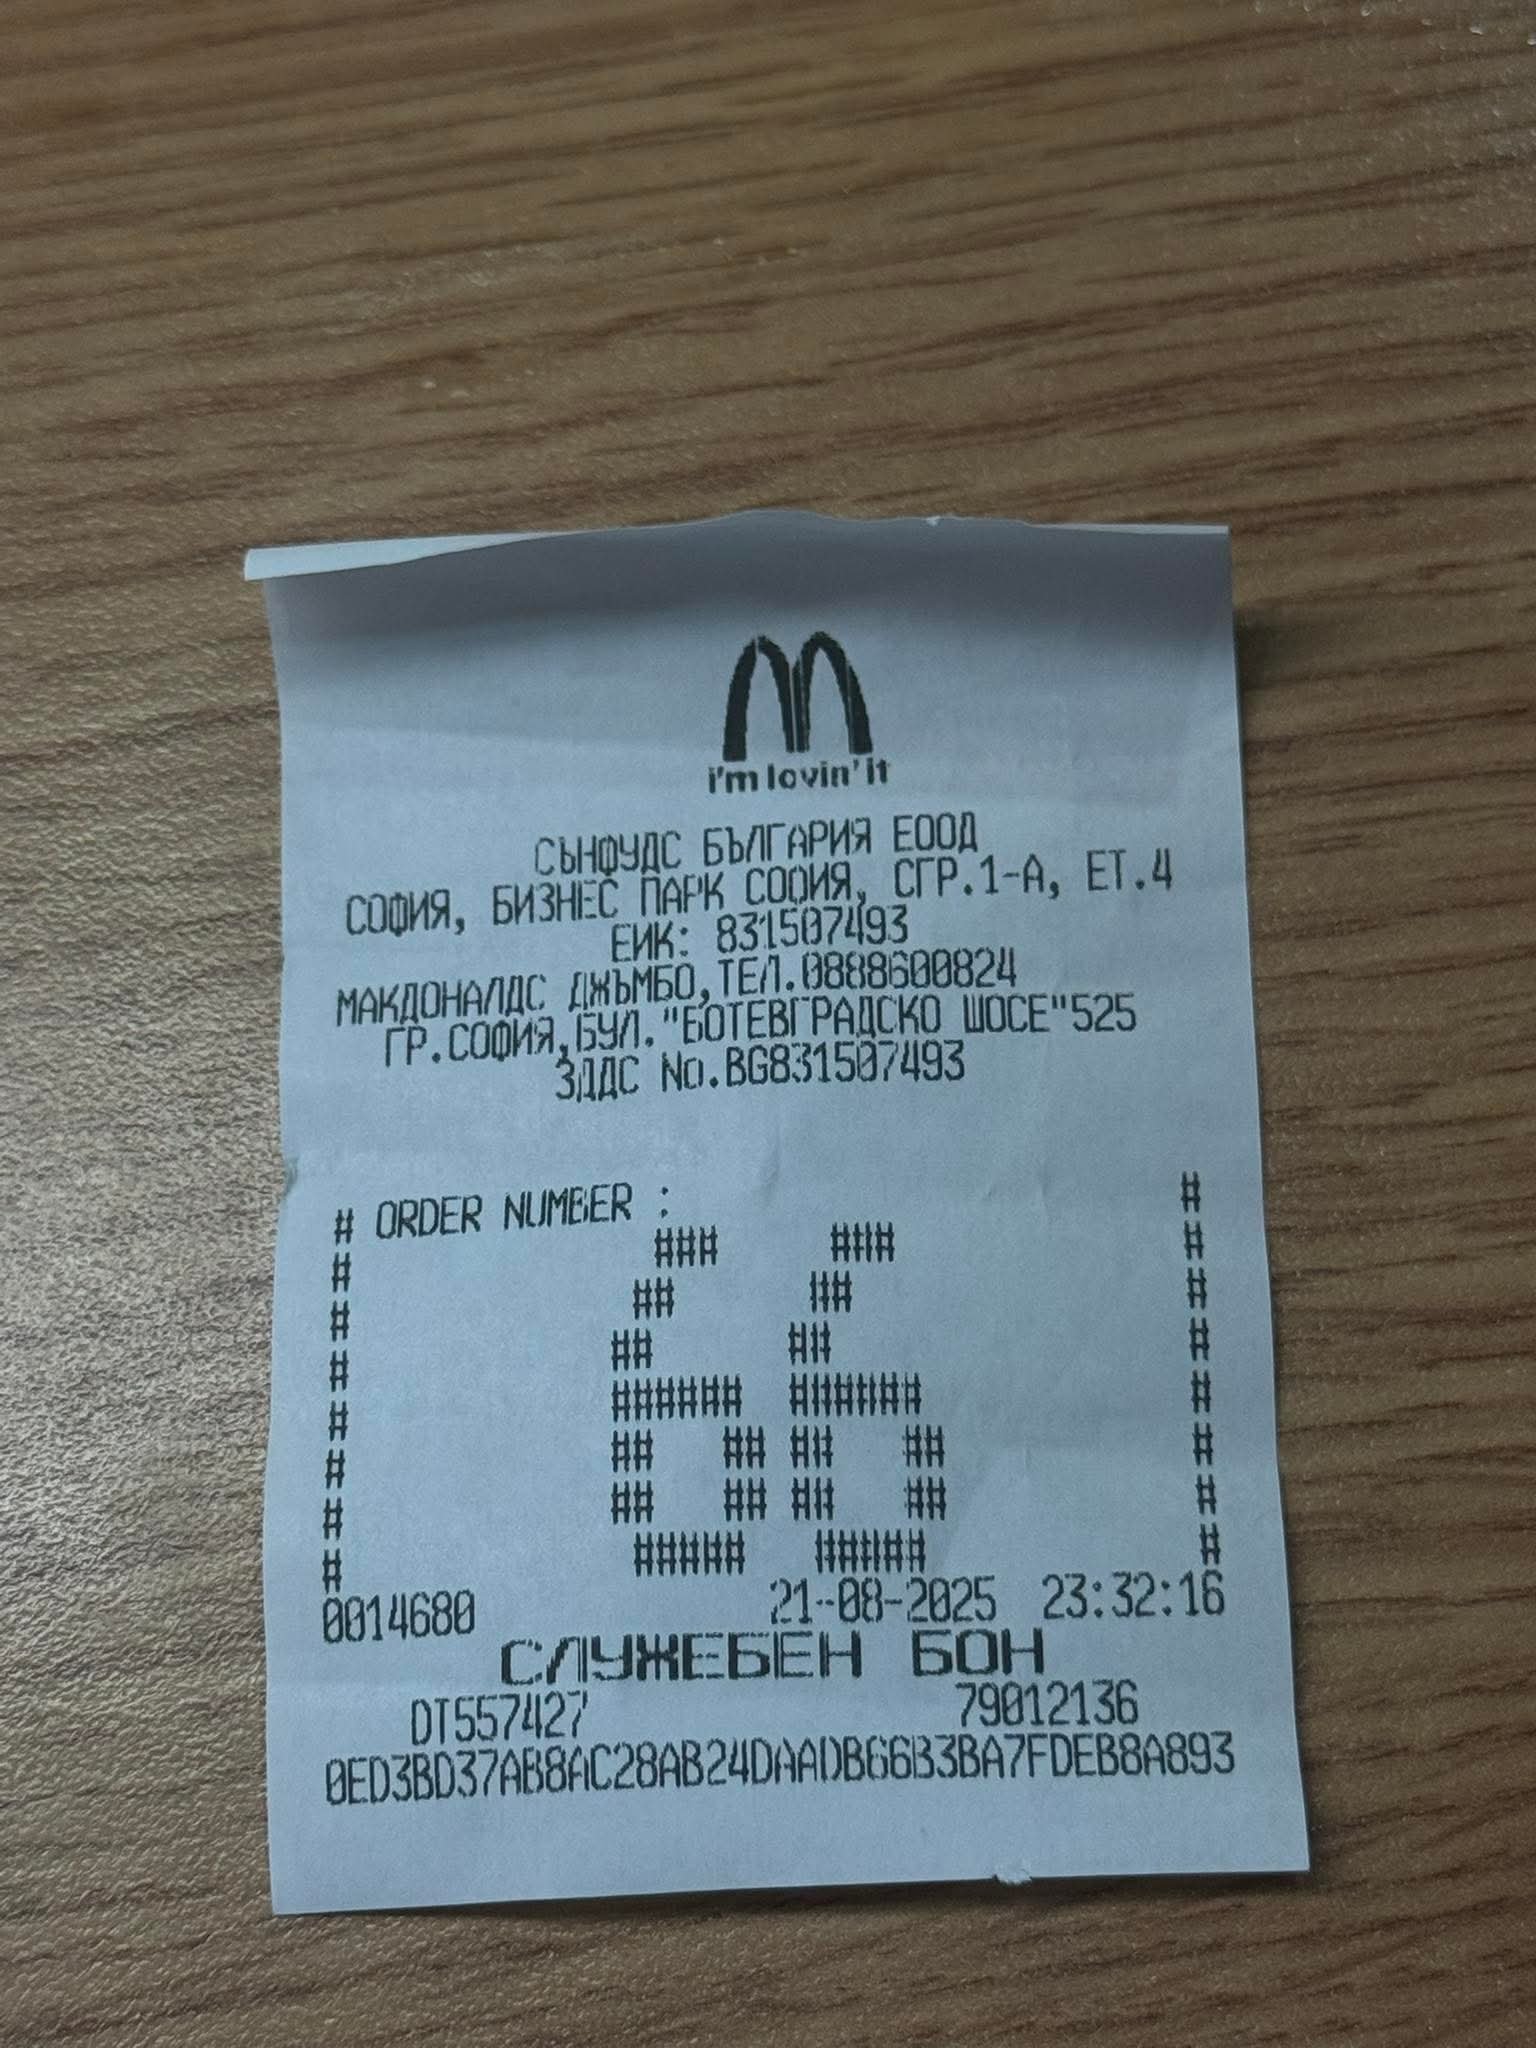 i'm lovin' it
СЪНФУДС БЪЛГАРИЯ ЕООД
СОФИЯ, БИЗНЕС ПАРК СОФИЯ, СГР.1-А, ЕТ.4
ЕИК: 831507493
МАКДОНАЛДС ДЖЪМБО,ТЕЛ.0888600824
ГР.СОФИЯ,БУЛ."БОТЕВГРАДСКО ШОСЕ"525
ЗДДС No.BG831507493
# ORDER NUMBER : #
66
0014680 21-08-2025 23:32:16
СЛУЖЕБЕН БОН
DT557427 79012136
0ED3BD37AB8AC28AB24DAADB66B3BA7FDEB8A893